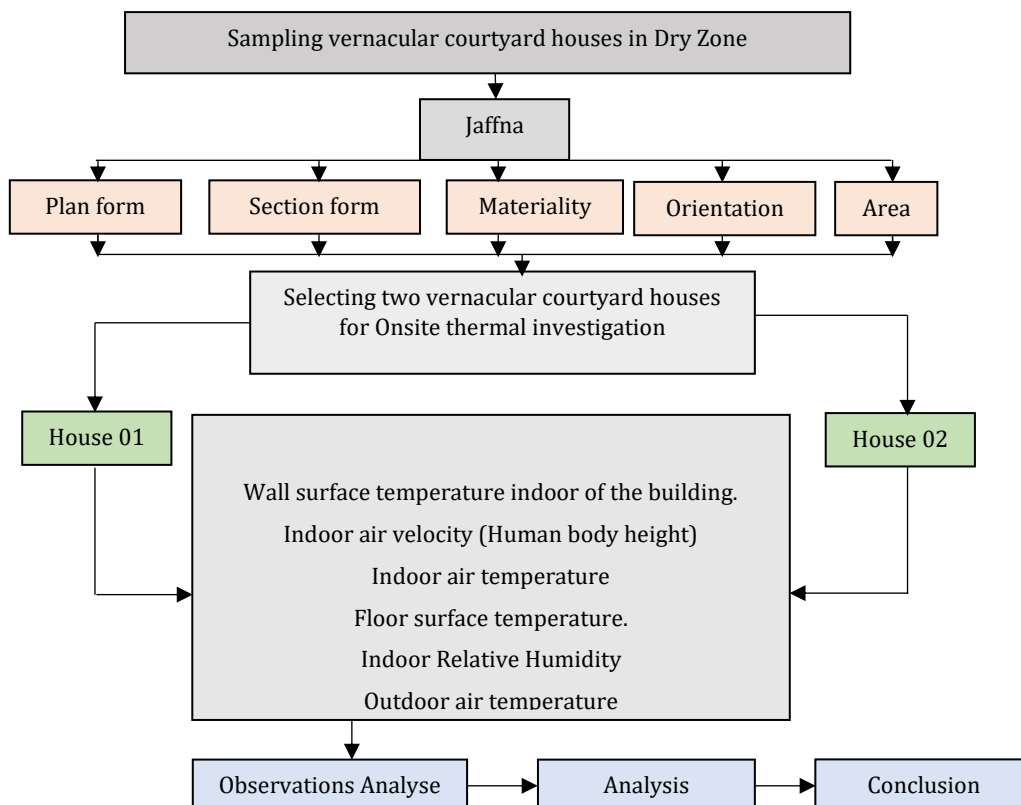 Sampling vernacular courtyard houses in Dry Zone
Jaffna
Plan form
Section form
Materiality
Orientation
Area
Selecting two vernacular courtyard houses
for Onsite thermal investigation
House 01
House 02
Wall surface temperature indoor of the building.
Indoor air velocity (Human body height)
Indoor air temperature
Floor surface temperature.
Indoor Relative Humidity
Outdoor air temperature
Observations Analyse
Analysis
Conclusion